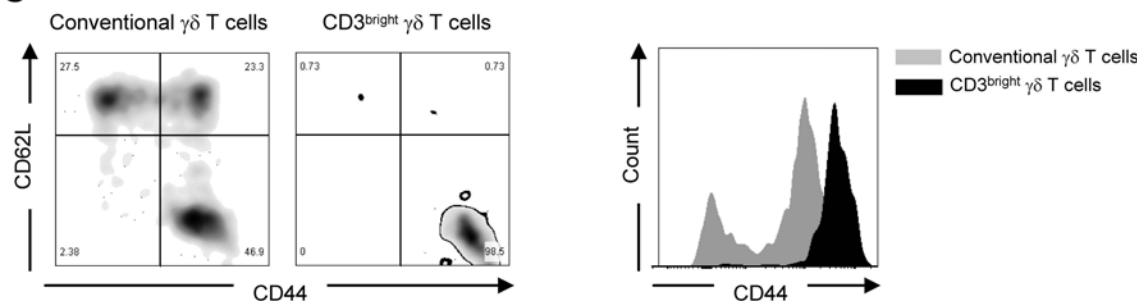 Conventional γδ T cells
CD3bright γδ T cells
27.5
23.3
2.38
46.9
0.73
0.73
0
98.5
CD62L
CD44
Count
CD44
Conventional γδ T cells
CD3bright γδ T cells